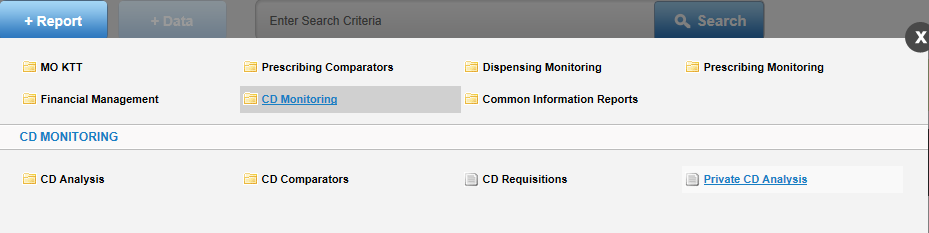 + Report + Data Enter Search Criteria Search
X
MO KTT Prescribing Comparators Dispensing Monitoring Prescribing Monitoring
Financial Management CD Monitoring Common Information Reports
CD MONITORING
CD Analysis CD Comparators CD Requisitions Private CD Analysis